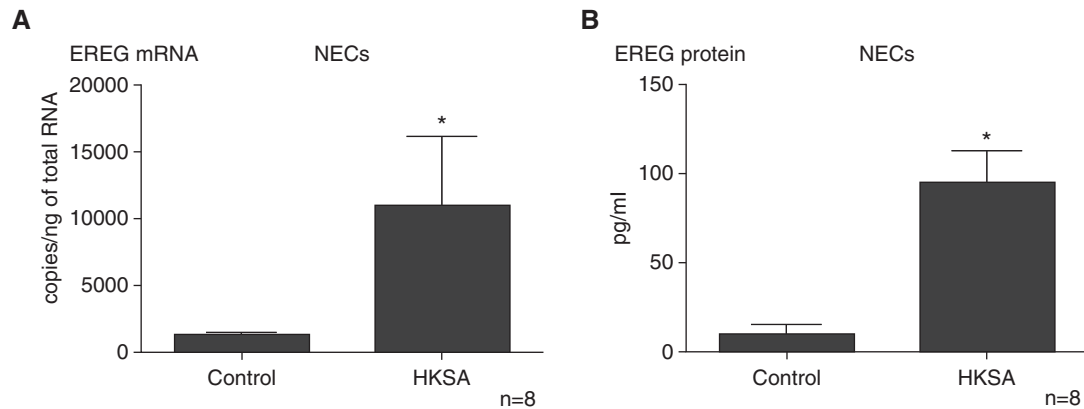 A
EREG mRNA NECs
copies/ng of total RNA
20000
15000
10000
5000
0
*
Control HKSA
n=8
B
EREG protein NECs
pg/ml
150
100
50
0
*
Control HKSA
n=8